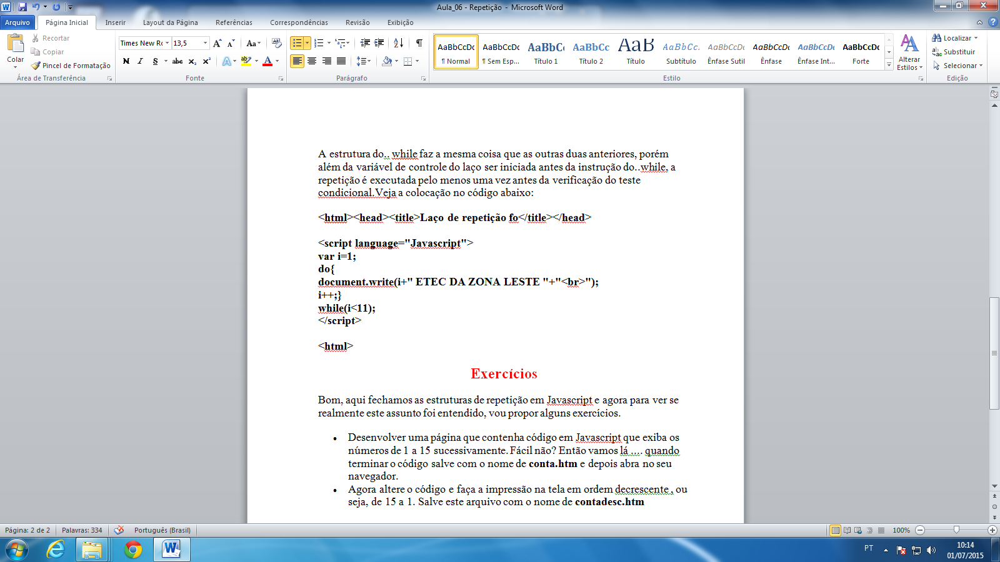 Aula_06 - Repetição - Microsoft Word
Arquivo Página Inicial Inserir Layout da Página Referências Correspondências Revisão Exibição
Colar
Recortar
Copiar
Pincel de Formatação
Área de Transferência
Times New Ro 13,5
N I S abc x₂ x²
Fonte
Parágrafo
AaBbCcDc AaBbCcDc AaBbC AaBbCc AaB AaBbCc. AaBbCcDc AaBbCcDc AaBbCcDc AaBbCcDc
¶ Normal ¶ Sem Esp... Título 1 Título 2 Título Subtítulo Ênfase Sutil Ênfase Ênfase Int... Forte
Alterar Estilos
Estilo
Localizar
Substituir
Selecionar
Edição
A estrutura do.. while faz a mesma coisa que as outras duas anteriores, porém
além da variável de controle do laço ser iniciada antes da instrução do..while, a
repetição é executada pelo menos uma vez antes da verificação do teste
condicional.Veja a colocação no código abaixo:
<html><head><title>Laço de repetição fo</title></head>
<script language="Javascript">
var i=1;
do{
document.write(i+" ETEC DA ZONA LESTE "+"<br>");
i++;}
while(i<11);
</script>
<html>
Exercícios
Bom, aqui fechamos as estruturas de repetição em Javascript e agora para ver se
realmente este assunto foi entendido, vou propor alguns exercícios.
• Desenvolver uma página que contenha código em Javascript que exiba os
números de 1 a 15 sucessivamente. Fácil não? Então vamos lá .... quando
terminar o código salve com o nome de conta.htm e depois abra no seu
navegador.
• Agora altere o código e faça a impressão na tela em ordem decrescente , ou
seja, de 15 a 1. Salve este arquivo com o nome de contadesc.htm
Página: 2 de 2 Palavras: 334 Português (Brasil) 100%
PT 10:14
01/07/2015